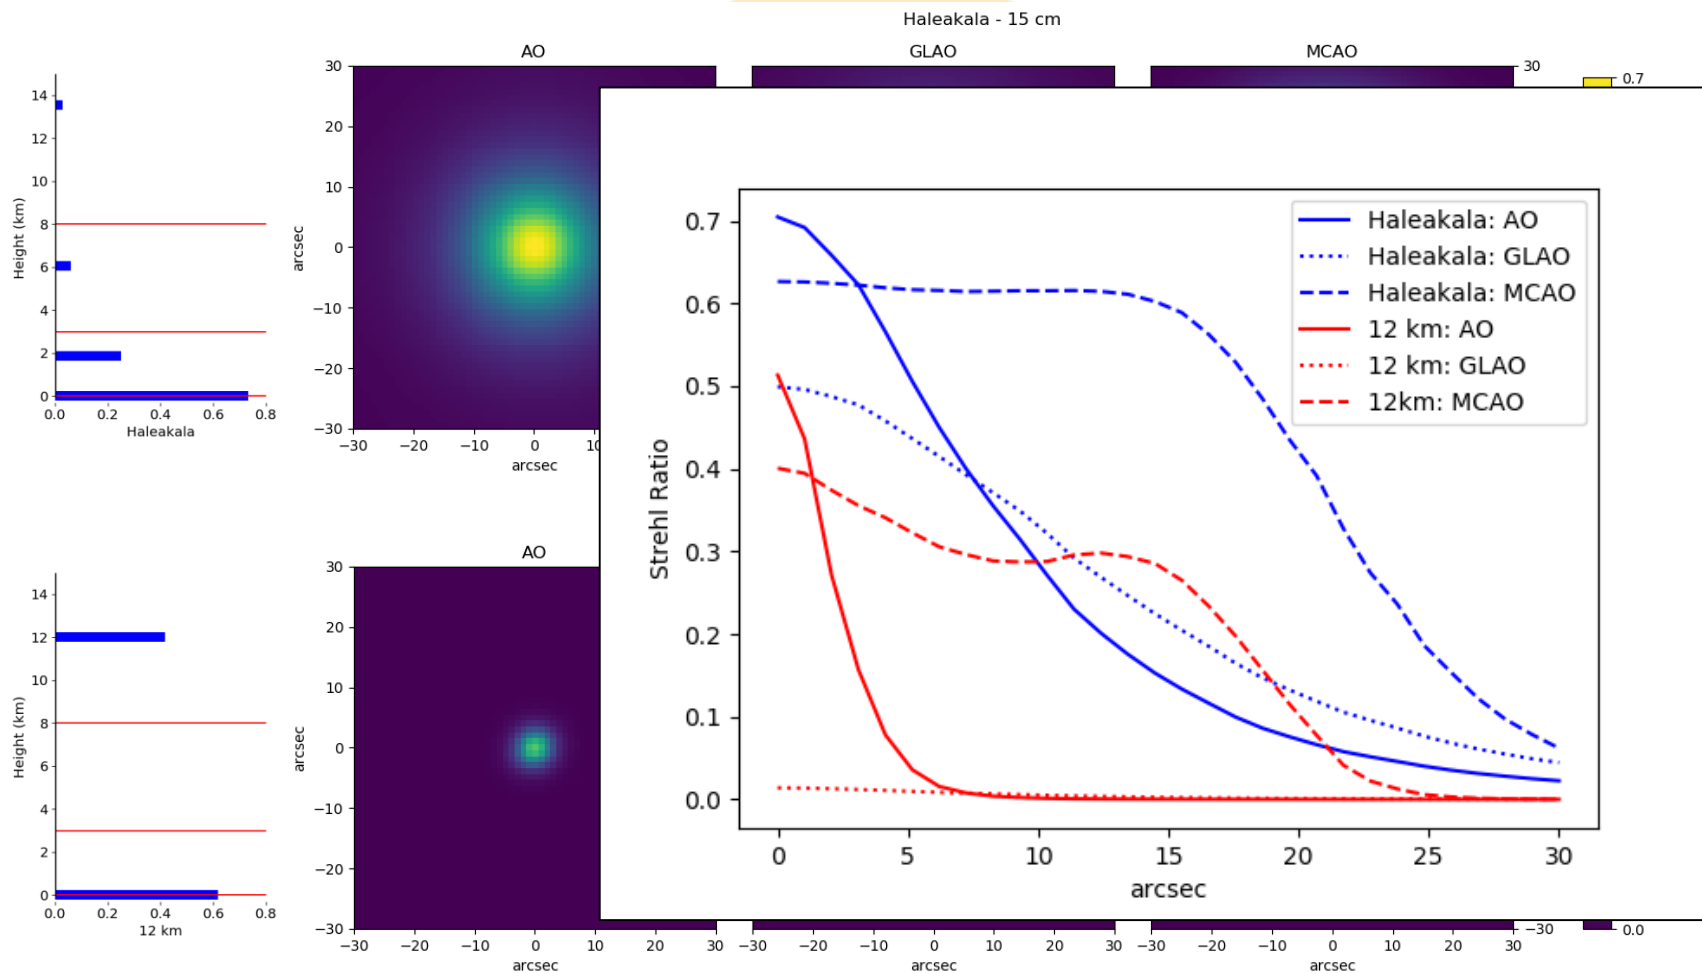 Haleakala - 15 cm
AO
GLAO
MCAO
30
20
10
0
−10
−20
−30
arcsec
−30 −20 −10 0 10
arcsec
14
12
10
8
6
4
2
0
Height (km)
0.0 0.2 0.4 0.6 0.8
Haleakala
30
0.7
0.7
0.6
0.5
0.4
0.3
0.2
0.1
0.0
Strehl Ratio
0 5 10 15 20 25 30
arcsec
Haleakala: AO
Haleakala: GLAO
Haleakala: MCAO
12 km: AO
12 km: GLAO
12km: MCAO
AO
14
12
10
8
6
4
2
0
Height (km)
0.0 0.2 0.4 0.6 0.8
12 km
30
20
10
0
−10
−20
−30
arcsec
−30 −20 −10 0 10 20 30
arcsec
−30 −20 −10 0 10 20 30
arcsec
−30 −20 −10 0 10 20 30
arcsec
−30
0.0